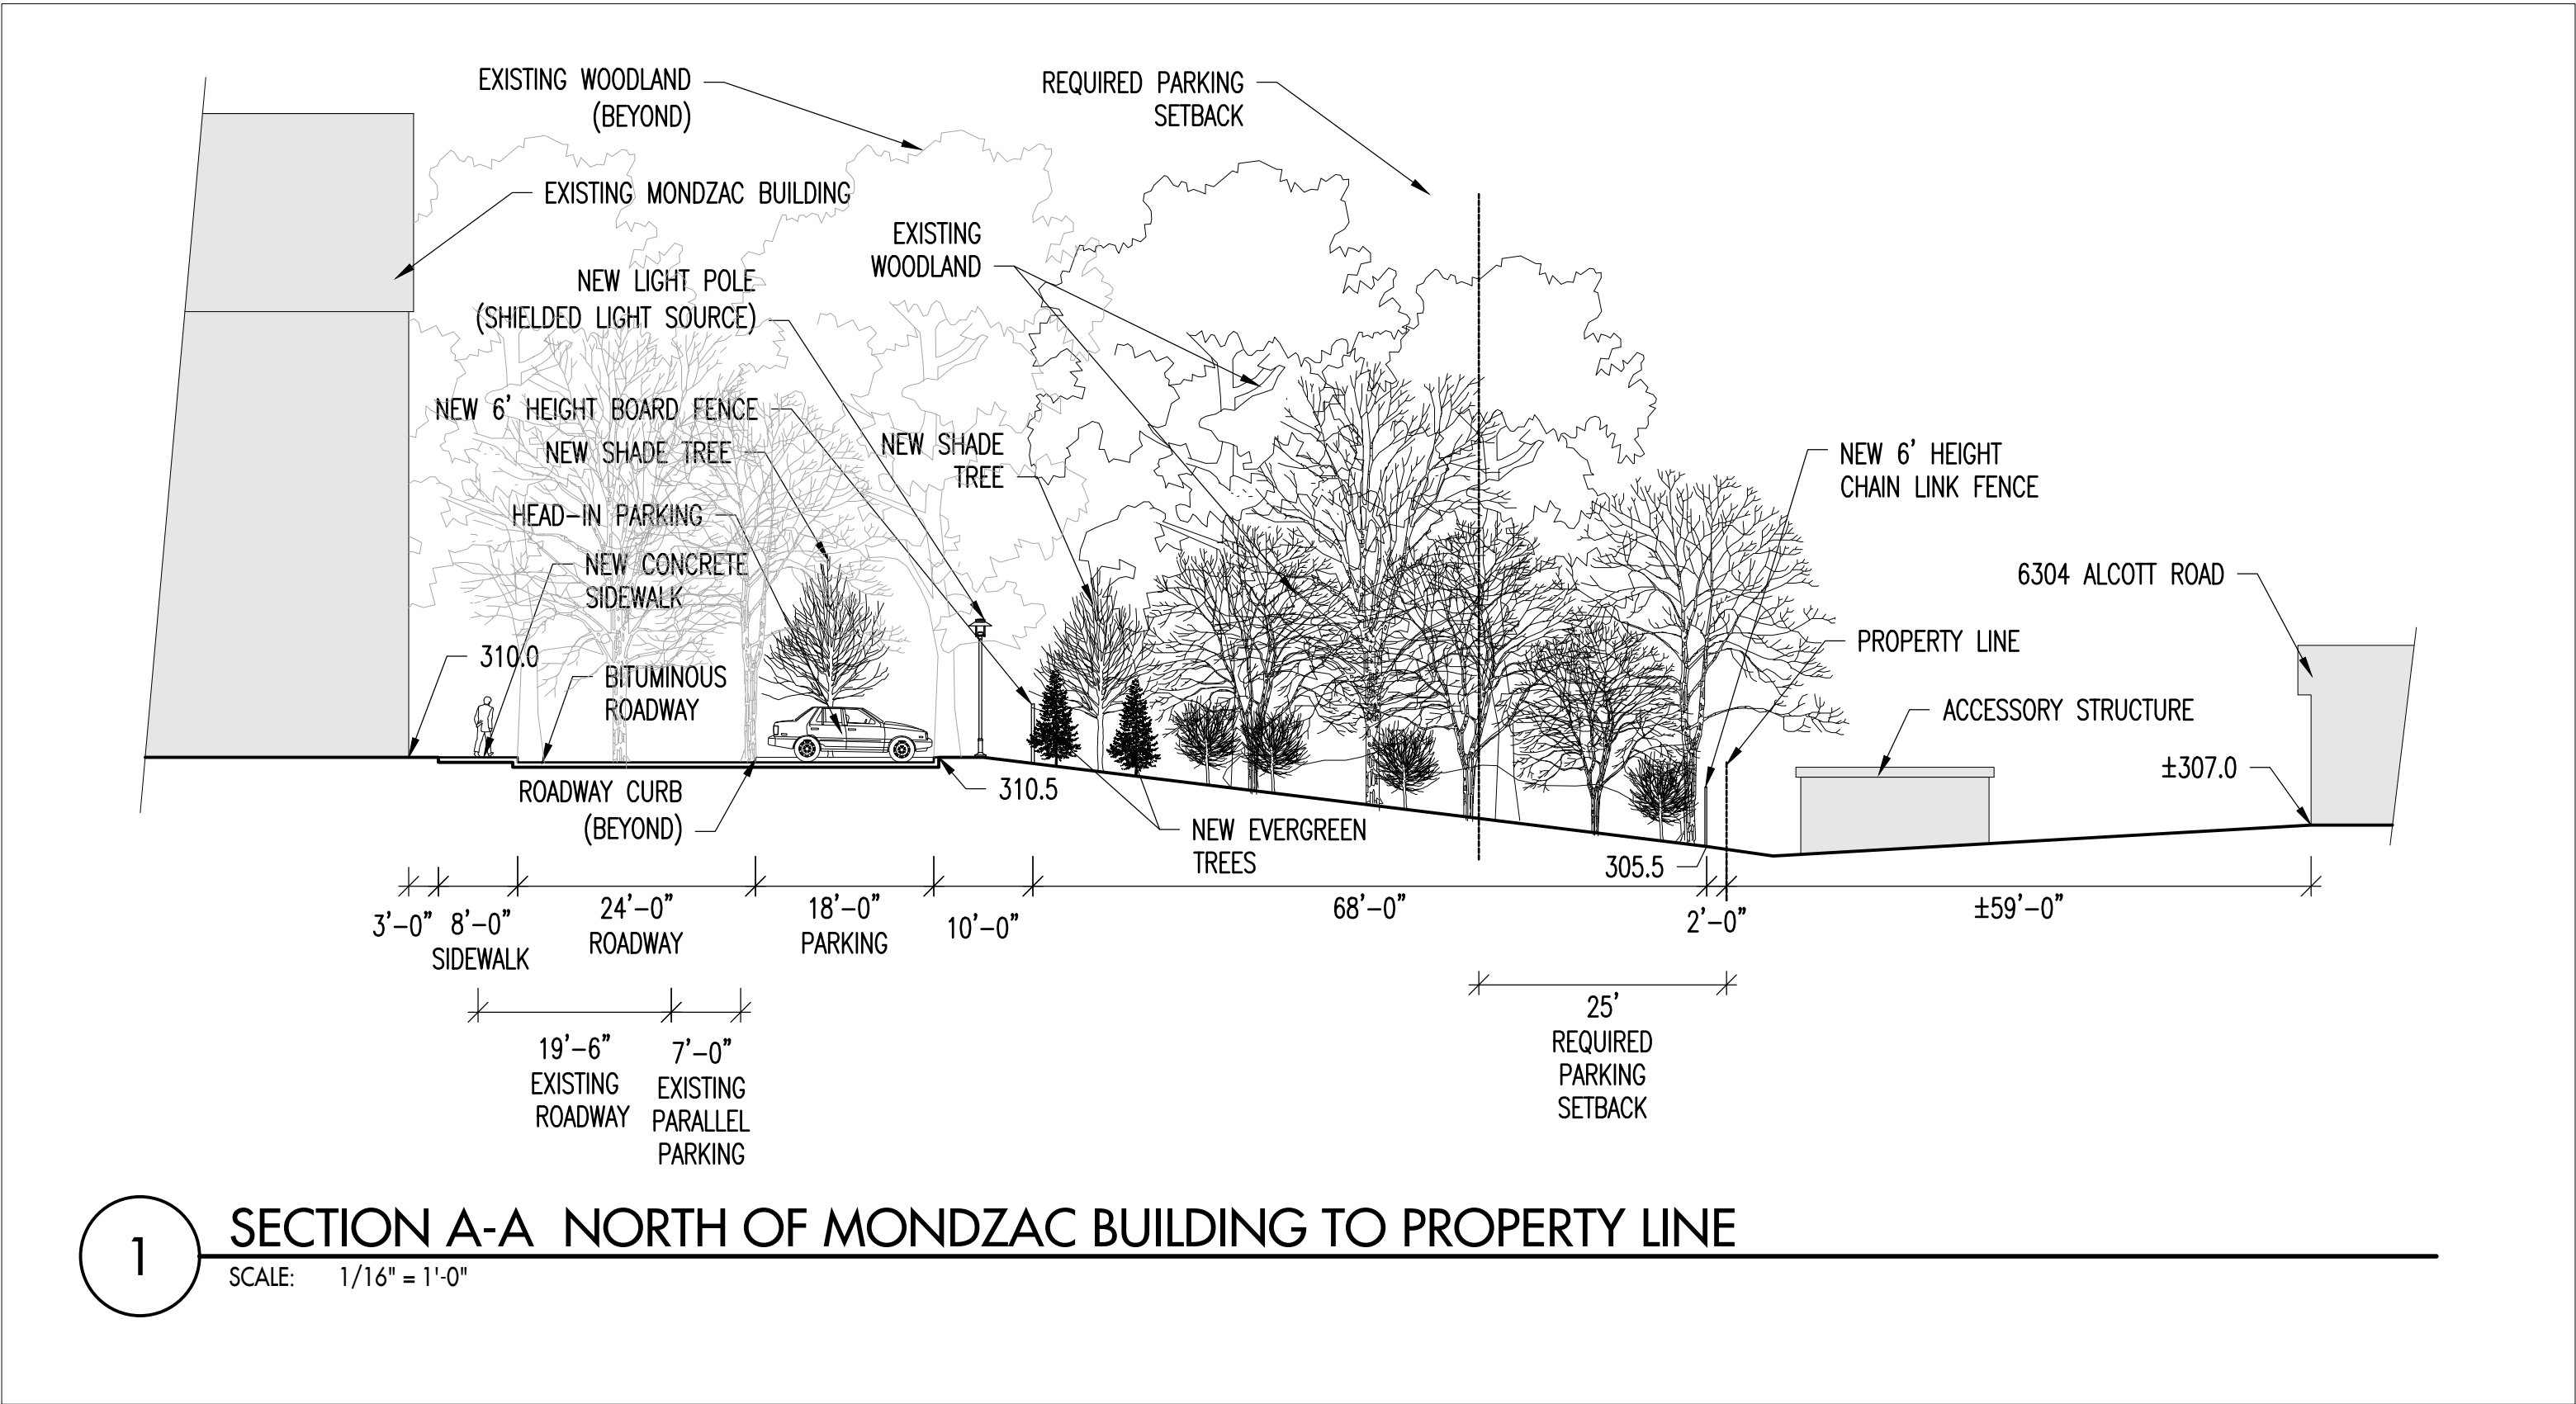 EXISTING WOODLAND
(BEYOND)
REQUIRED PARKING
SETBACK
EXISTING MONDZAC BUILDING
EXISTING
WOODLAND
NEW LIGHT POLE
(SHIELDED LIGHT SOURCE)
NEW 6' HEIGHT BOARD FENCE
NEW SHADE TREE
NEW SHADE
TREE
NEW 6' HEIGHT
CHAIN LINK FENCE
HEAD-IN PARKING
NEW CONCRETE
SIDEWALK
6304 ALCOTT ROAD
310.0
PROPERTY LINE
BITUMINOUS
ROADWAY
ACCESSORY STRUCTURE
±307.0
ROADWAY CURB
(BEYOND)
310.5
NEW EVERGREEN
TREES
305.5
3'-0"
8'-0"
SIDEWALK
24'-0"
ROADWAY
18'-0"
PARKING
10'-0"
68'-0"
2'-0"
±59'-0"
19'-6"
EXISTING
ROADWAY
7'-0"
EXISTING
PARALLEL
PARKING
25'
REQUIRED
PARKING
SETBACK
1
SECTION A-A NORTH OF MONDZAC BUILDING TO PROPERTY LINE
SCALE: 1/16" = 1'-0"